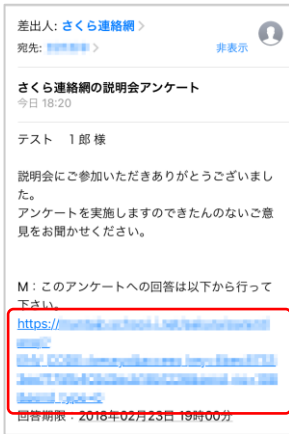 差出人: さくら連絡網
宛先:
非表示
さくら連絡網の説明会アンケート
今日 18:20
テスト　1郎 様
説明会にご参加いただきありがとうございまし
た。
アンケートを実施しますのできたんのないご意
見をお聞かせください。
M：このアンケートへの回答は以下から行って
下さい。
https://
回答期限：2018年02月23日 19時00分